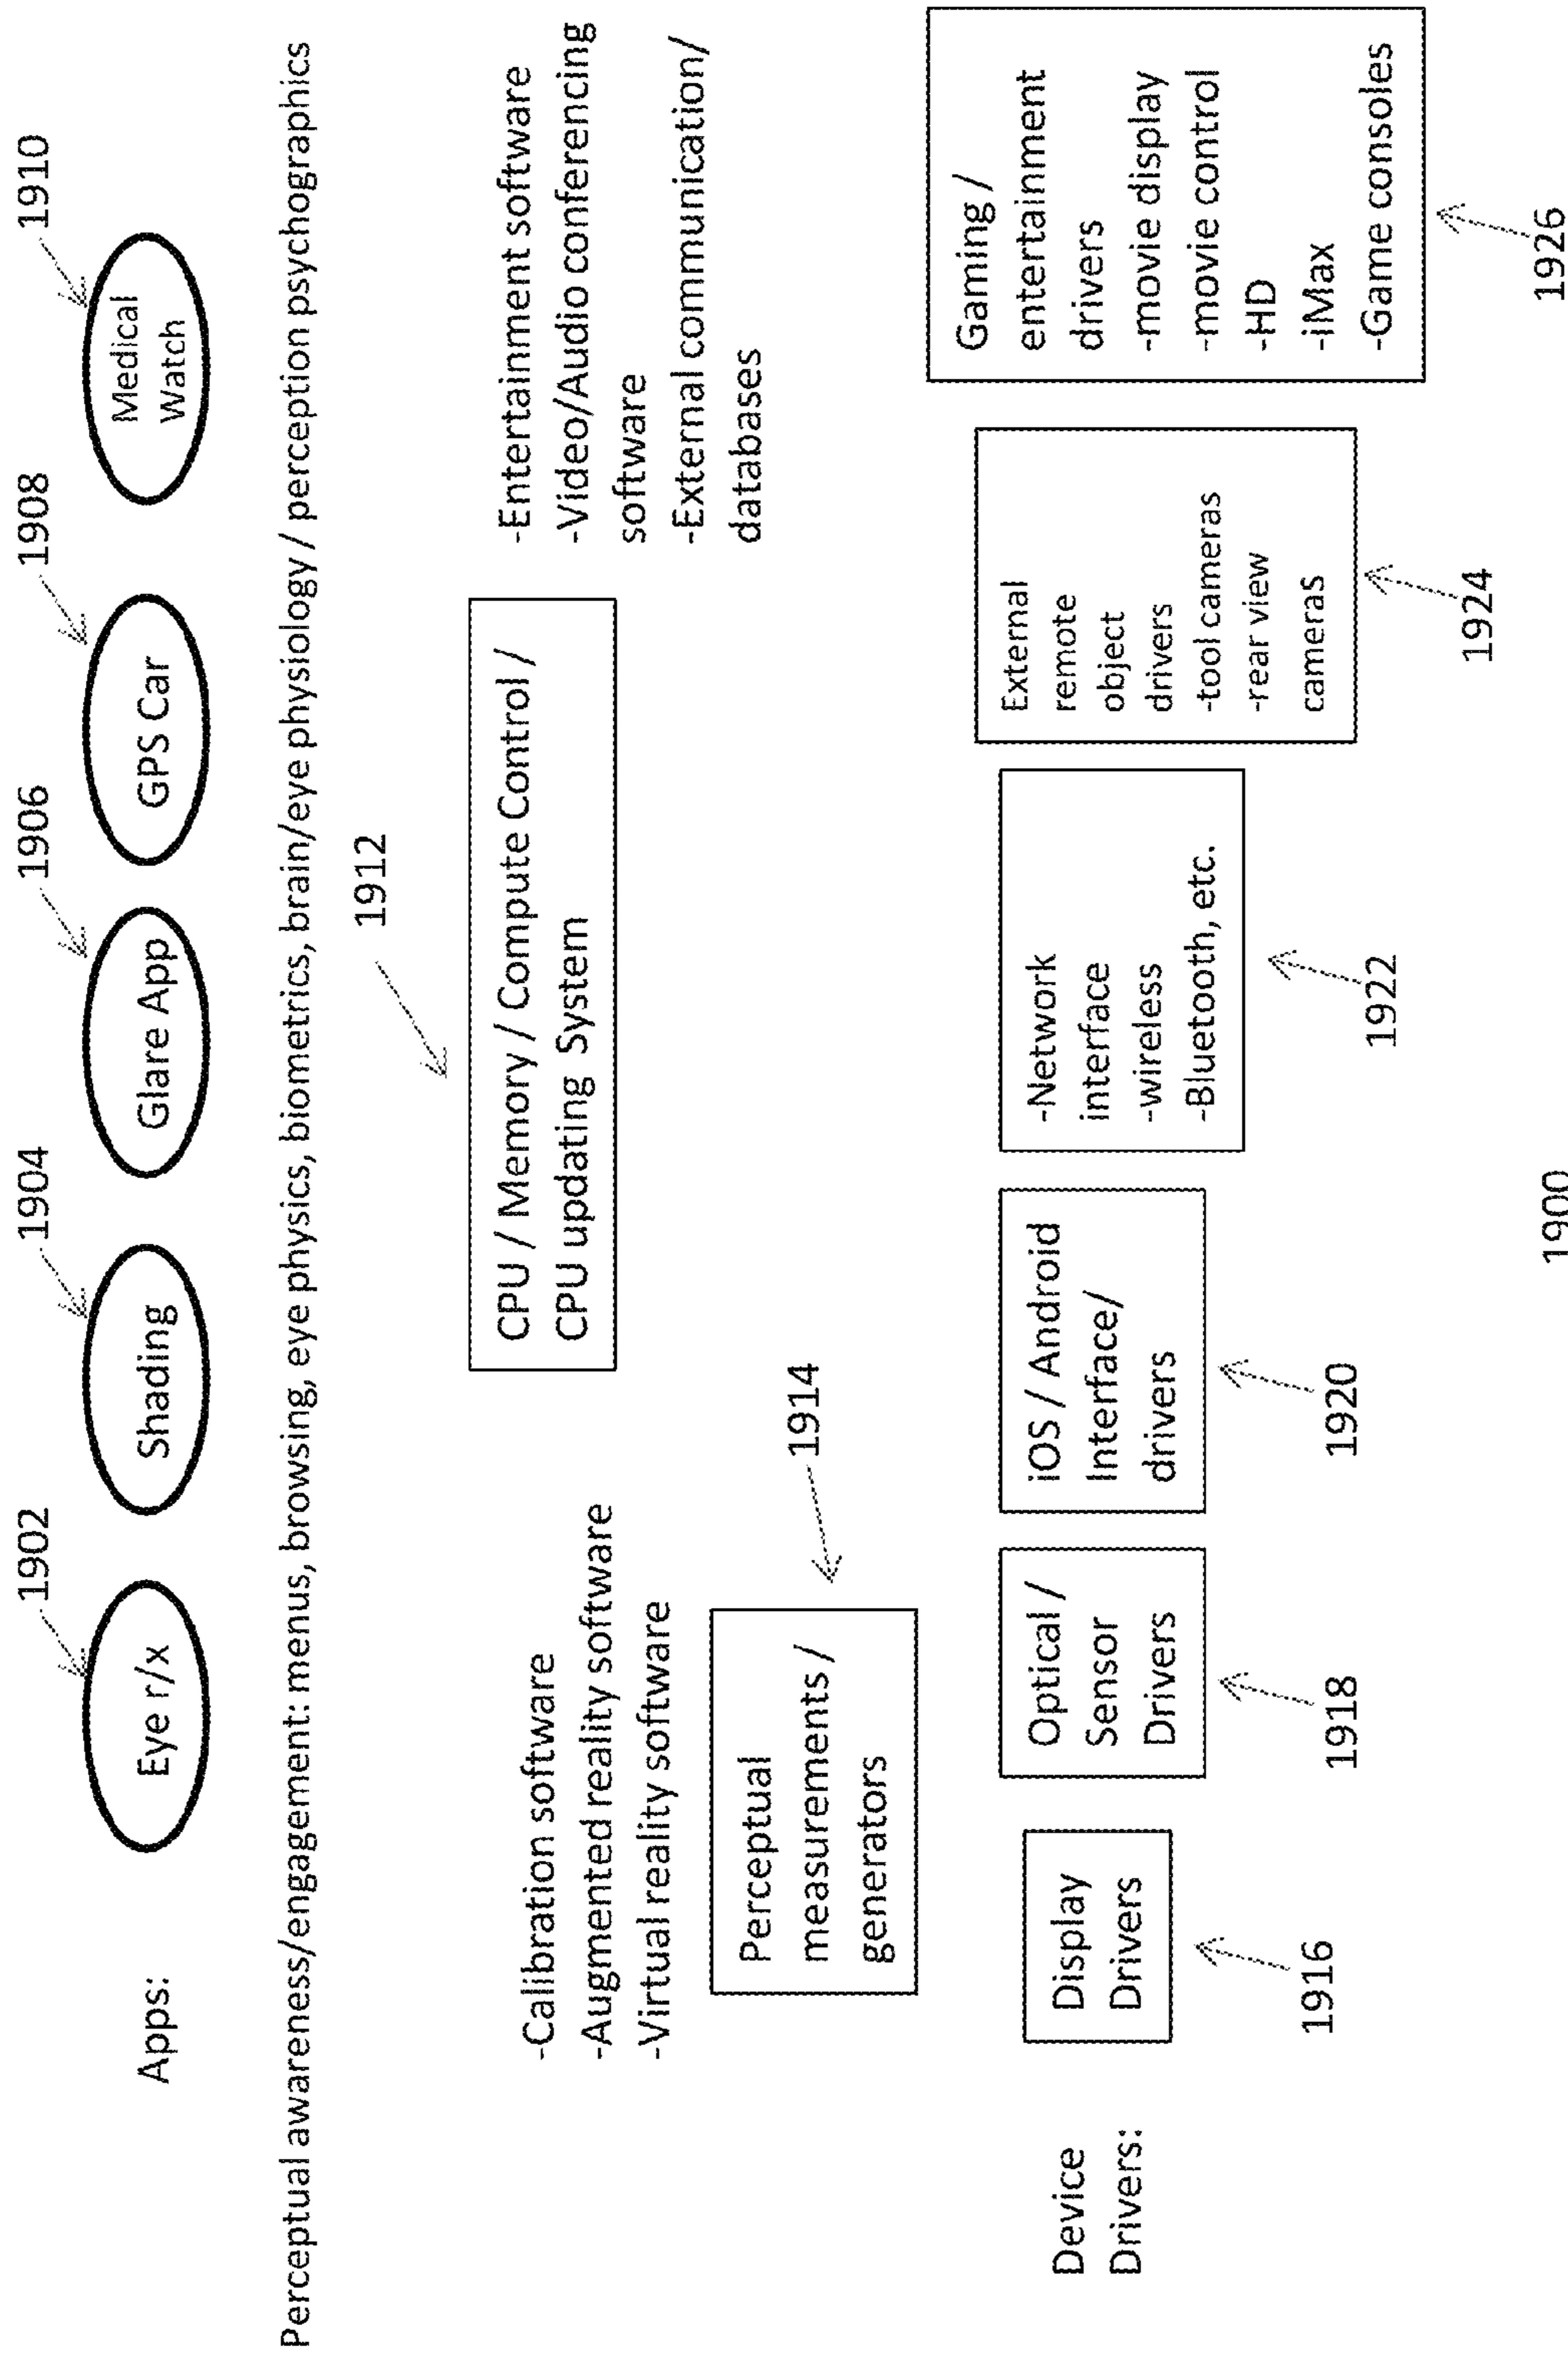 1902
1904
1906
1908
1910
Apps:
Eye r/x
Shading
Glare App
GPS Car
Medical
Watch
Perceptual awareness/engagement: menus, browsing, eye physics, biometrics, brain/eye physiology / perception psychographics
1912
-Calibration software
-Augmented reality software
-Virtual reality software
CPU / Memory / Compute Control /
CPU updating System
-Entertainment software
-Video/Audio conferencing
software
-External communication/
databases
1914
Perceptual
measurements /
generators
Device
Drivers:
Display
Drivers
1916
Optical /
Sensor
Drivers
1918
iOS / Android
Interface/
drivers
1920
-Network
interface
-wireless
-Bluetooth, etc.
1922
External
remote
object
drivers
-tool cameras
-rear view
cameras
1924
Gaming /
entertainment
drivers
-movie display
-movie control
-HD
-iMax
-Game consoles
1926
1900